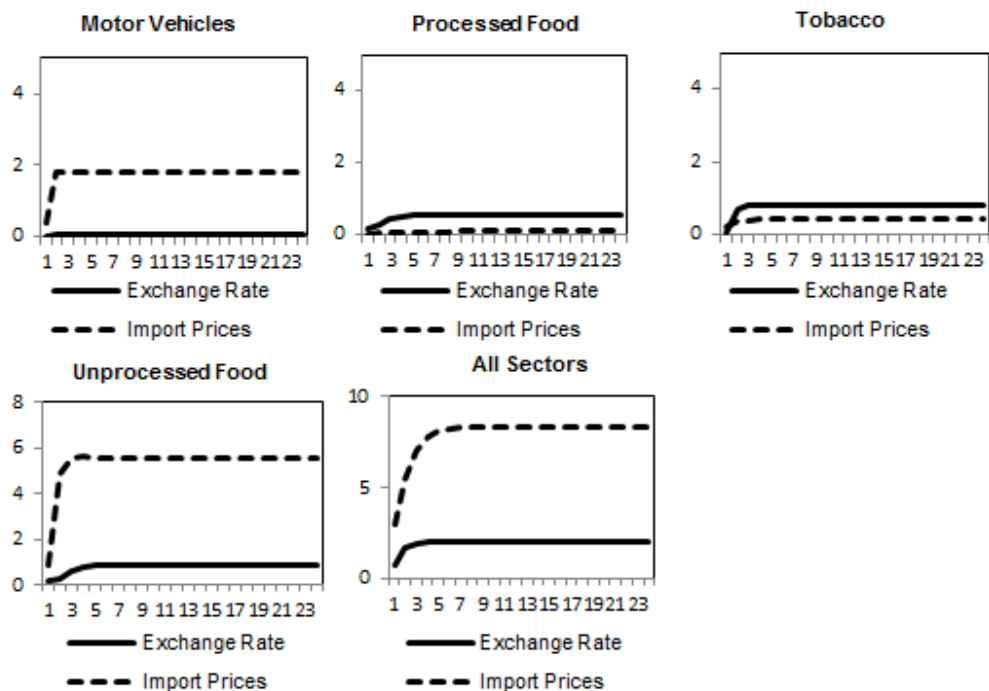 Motor Vehicles
4
2
0
1 3 5 7 9 11 13 15 17 19 21 23
Exchange Rate
Import Prices
Processed Food
4
2
0
1 3 5 7 9 11 13 15 17 19 21 23
Exchange Rate
Import Prices
Tobacco
4
2
0
1 3 5 7 9 11 13 15 17 19 21 23
Exchange Rate
Import Prices
Unprocessed Food
8
6
4
2
0
1 3 5 7 9 11 13 15 17 19 21 23
Exchange Rate
Import Prices
All Sectors
10
5
0
1 3 5 7 9 11 13 15 17 19 21 23
Exchange Rate
Import Prices